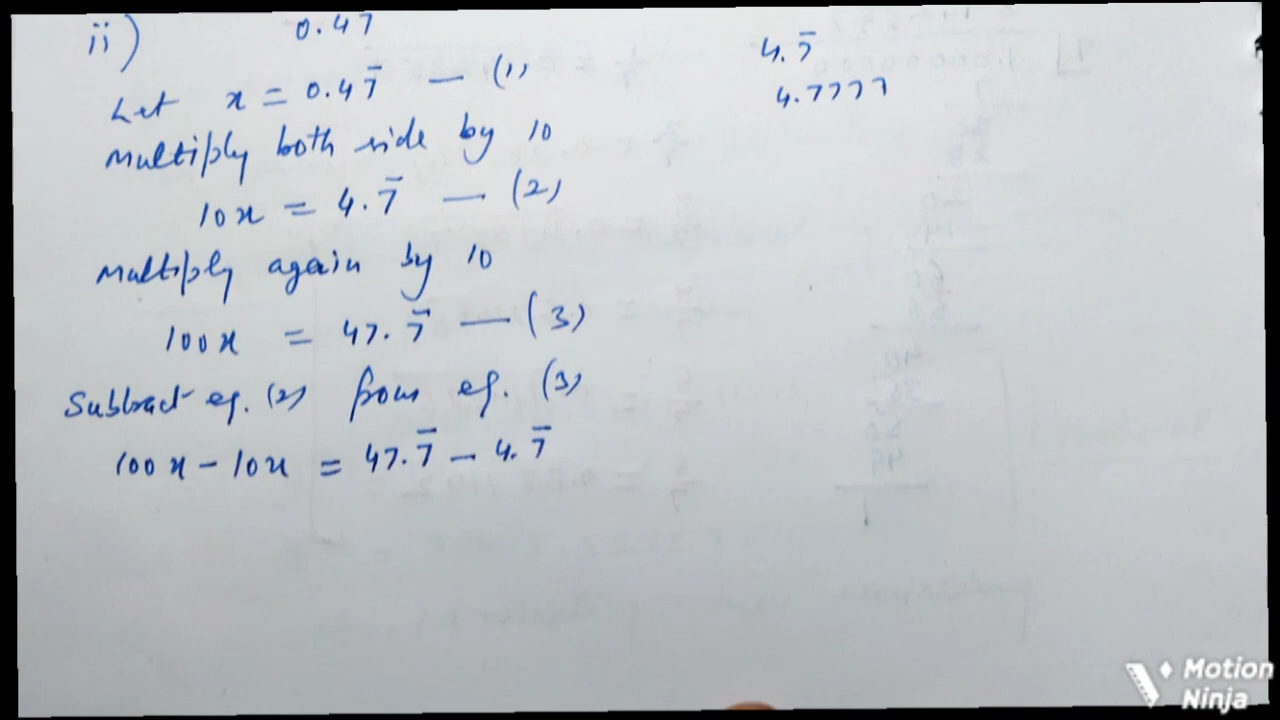 ii) 0.47
Let x = 0.47̄ — (1)
Multiply both side by 10
10x = 4.7̄ — (2)
Multiply again by 10
100x = 47.7̄ — (3)
Subtract eq. (2) from eq. (3)
100x - 10x = 47.7̄ - 4.7̄
4.7̄
4.7777
Motion
Ninja